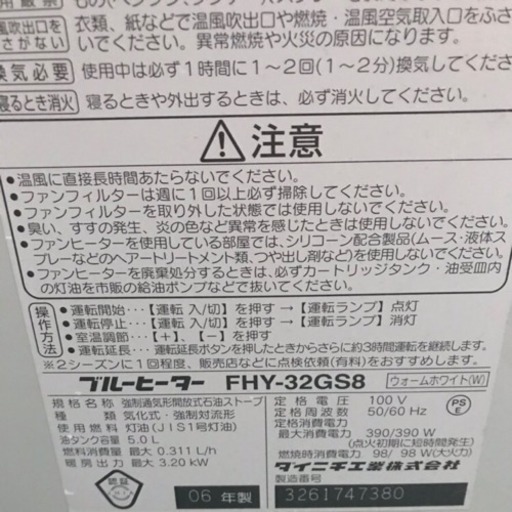 衣類、紙などで温風吹出口や燃焼・温風空気取入口をふさ
いでください。異常燃焼や火災の原因になります。
換気必要 使用中は必ず1時間に1～2回(1～2分)換気してくだ
寝るとき消火 寝るときや外出するときは、必ず消火してください。
⚠注意
●温風に直接長時間あたらないでください。
●ファンフィルターは週に1回以上必ず掃除してください。
●ファンフィルターを取り外した状態では使用しないでください。
●臭い、すすの発生、炎の色など異常を感じたときは使用しないで
●ファンヒーターを使用している部屋では、シリコーン配合製品(ムース・液体ス
プレーなどのヘアートリートメント類、つや出し剤など)を使用しないでください。
●ファンヒーターを廃棄処分するときは、必ずカートリッジタンク・油受皿内
の灯油を市販の給油ポンプなどで抜いてください。
操作方法
●運転開始･･･【運転 入/切】を押す→【運転ランプ】点灯
●運転停止･･･【運転 入/切】を押す→【運転ランプ】消灯
●室温調節･･･【＋】、【－】を押す
●運転延長･･･運転延長ボタンを押したときからさらに約3時間運転を継続します。
※2シーズンに1回程度、販売店などに点検依頼(有料)をおすすめします。
ブルーヒーター FHY-32GS8 ウォームホワイト(W)
規格名称 強制通気形開放式石油ストーブ
種類 気化式・強制対流形
使用燃料 灯油(JIS1号灯油)
油タンク容量 5.0L
燃料消費量 最大 0.311L/h
暖房出力 最大 3.20kW
定格電圧 100V
定格周波数 50/60Hz
定格消費電力
最大消費電力 390/390W
(点火初期に短時間発生)
燃焼時消費電力 98/98W(大火力)
PSE
ダイニチ工業株式会社
製造番号
認証
06年製
3261747380